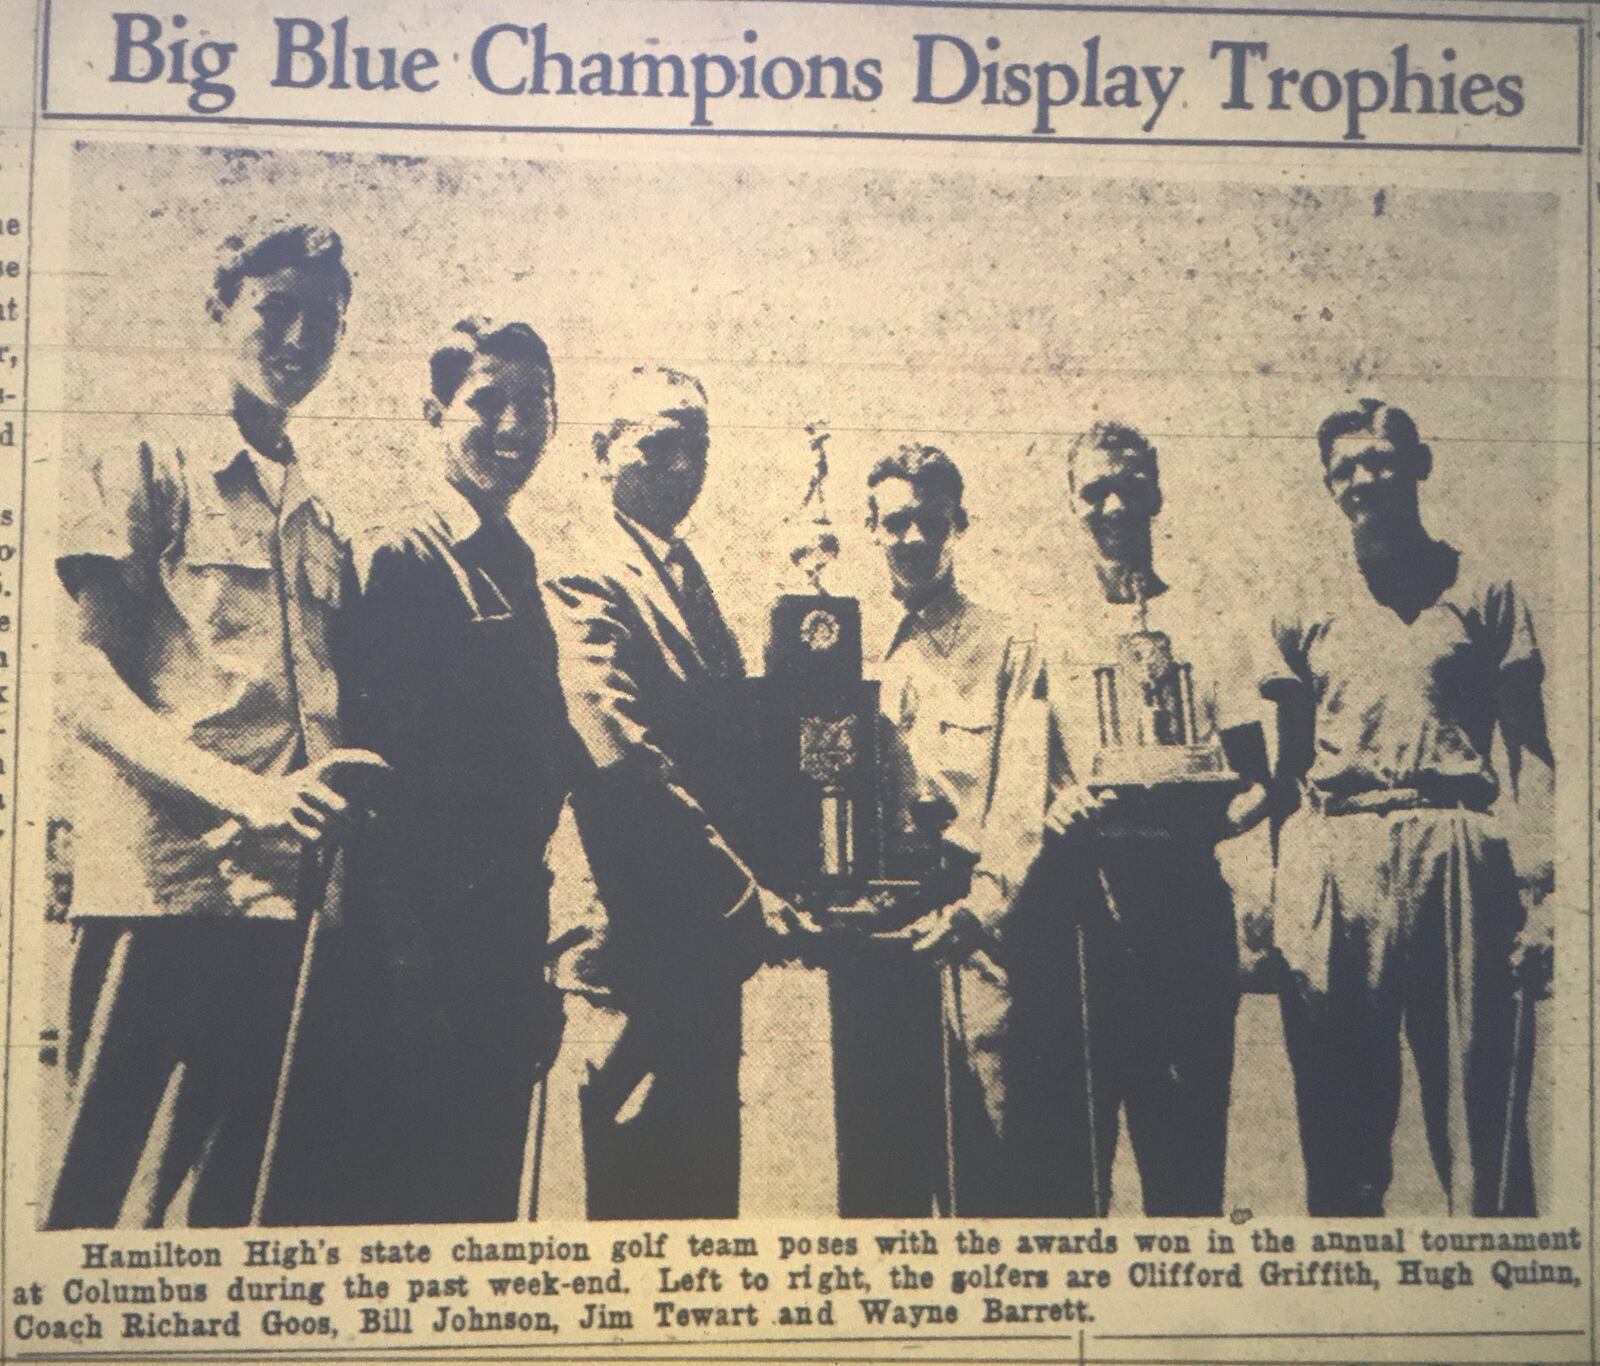 Big Blue Champions Display Trophies
Hamilton High's state champion golf team poses with the awards won in the annual tournament
at Columbus during the past week-end. Left to right, the golfers are Clifford Griffith, Hugh Quinn,
Coach Richard Goos, Bill Johnson, Jim Tewart and Wayne Barrett.